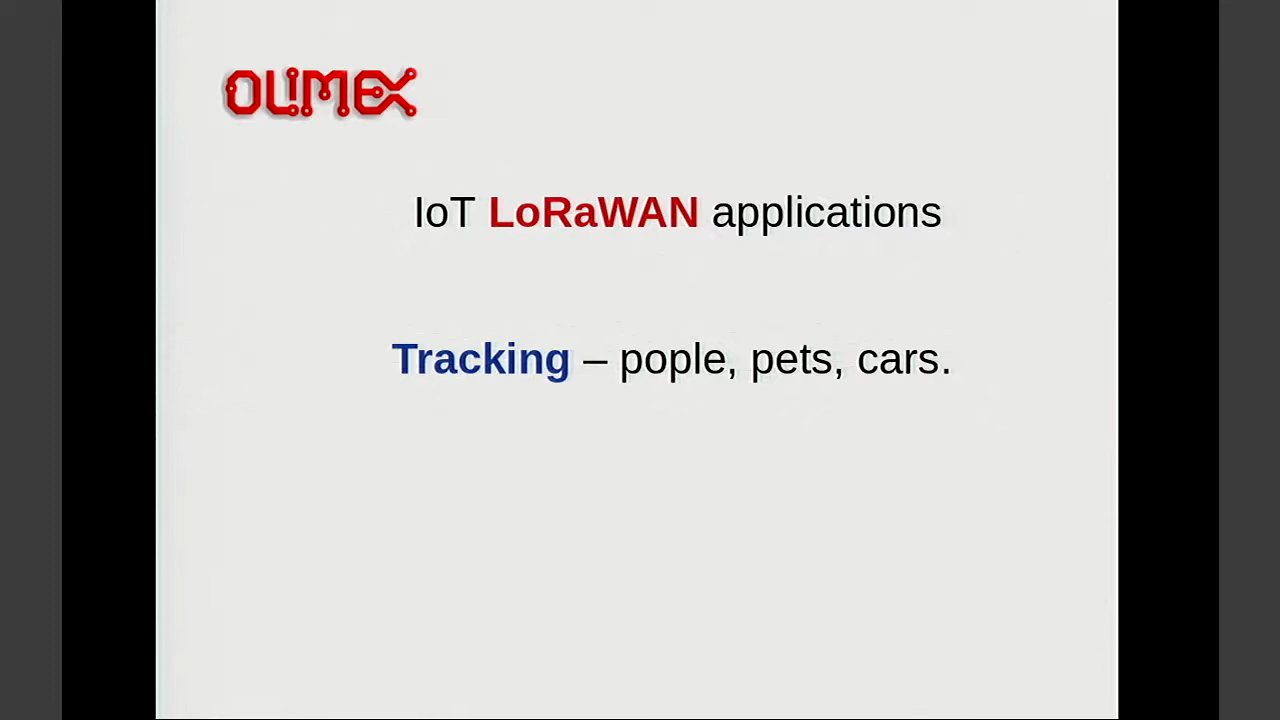 OLIMEX
IoT LoRaWAN applications
Tracking – pople, pets, cars.